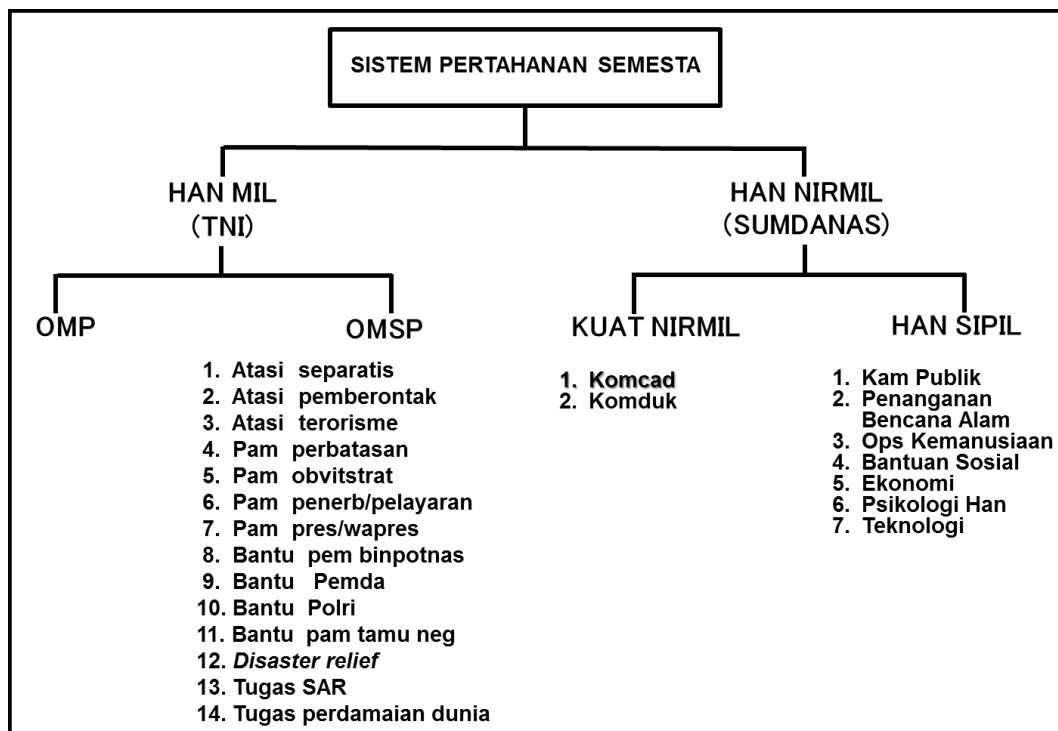 SISTEM PERTAHANAN SEMESTA
HAN MIL
(TNI)
HAN NIRMIL
(SUMDANAS)
OMP
OMSP
1. Atasi separatis
2. Atasi pemberontak
3. Atasi terorisme
4. Pam perbatasan
5. Pam obvitstrat
6. Pam penerb/pelayaran
7. Pam pres/wapres
8. Bantu pem binpotnas
9. Bantu Pemda
10. Bantu Polri
11. Bantu pam tamu neg
12. Disaster relief
13. Tugas SAR
14. Tugas perdamaian dunia
KUAT NIRMIL
1. Komcad
2. Komduk
HAN SIPIL
1. Kam Publik
2. Penanganan
Bencana Alam
3. Ops Kemanusiaan
4. Bantuan Sosial
5. Ekonomi
6. Psikologi Han
7. Teknologi